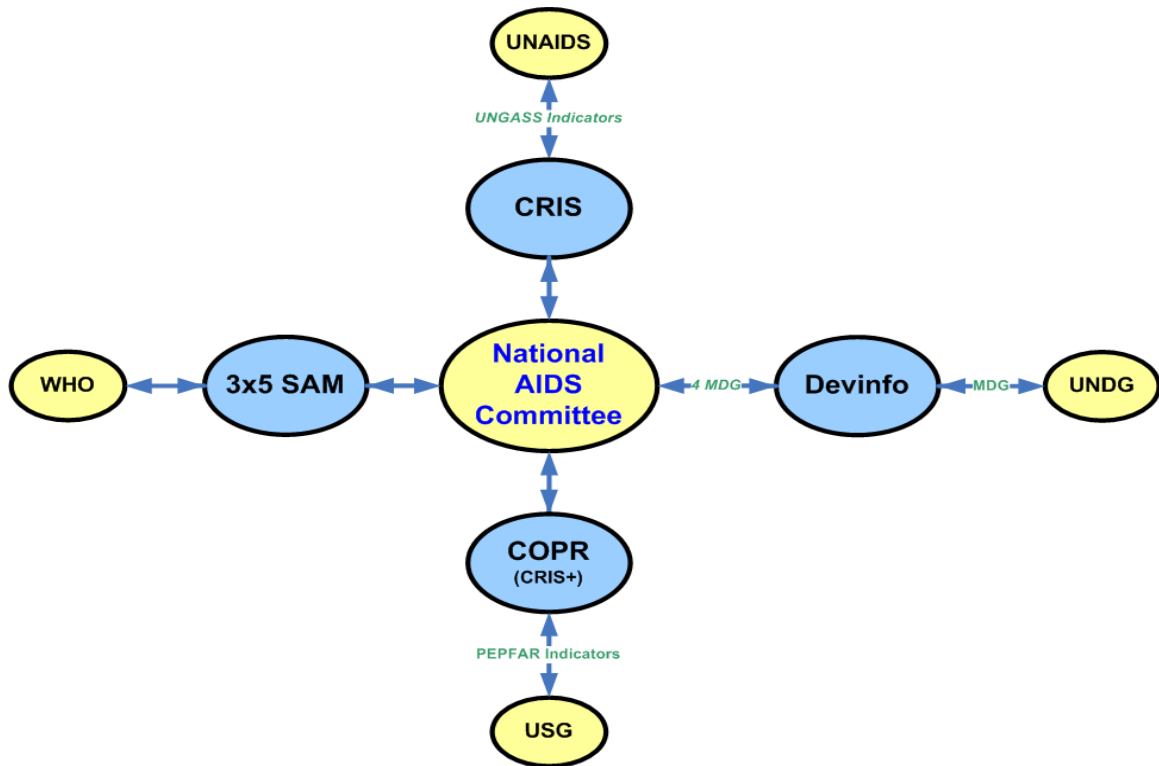 UNAIDS
UNGASS Indicators
CRIS
WHO
3x5 SAM
National
AIDS
Committee
4 MDG
Devinfo
MDG
UNDG
COPR
(CRIS+)
PEPFAR Indicators
USG